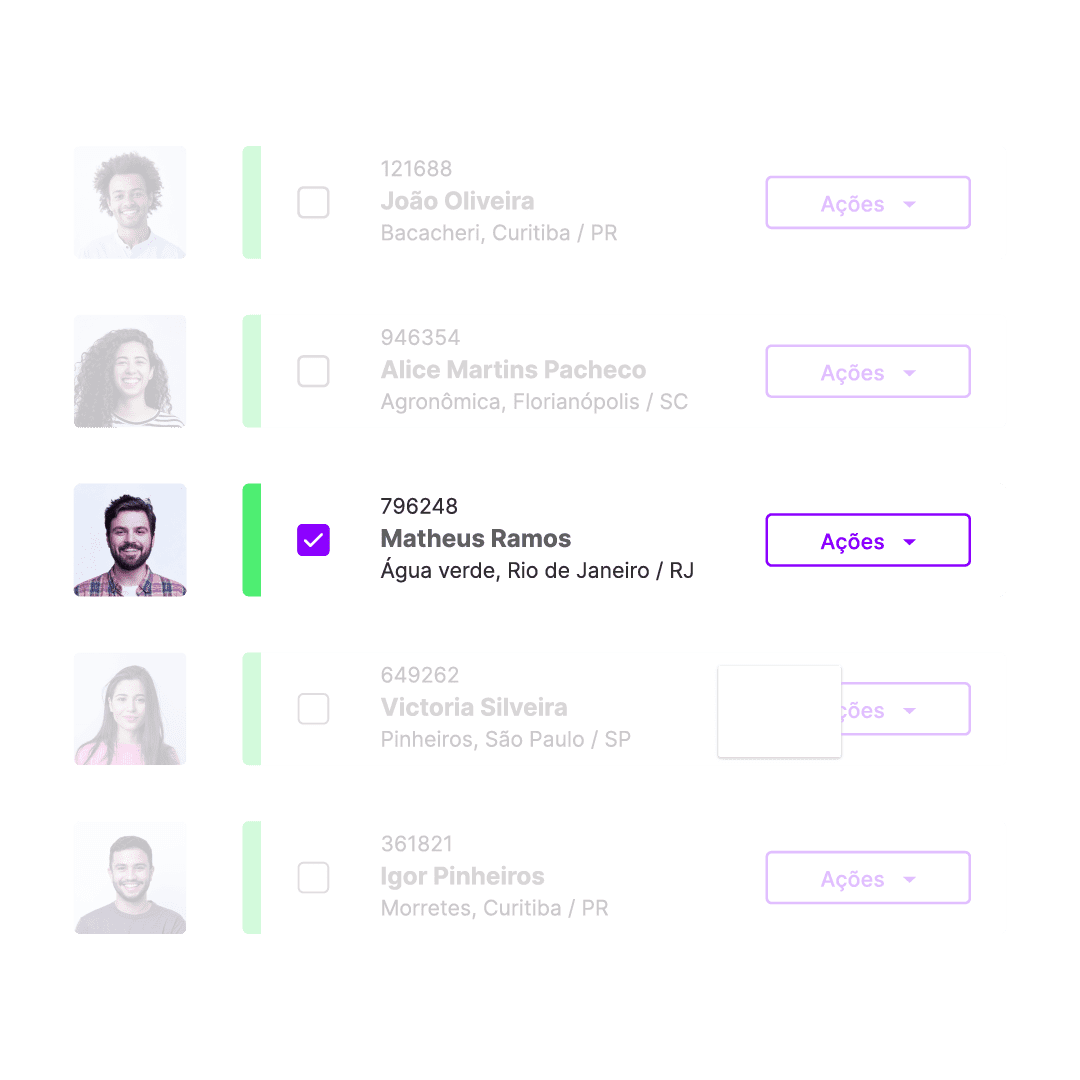 121688
João Oliveira
Bacacheri, Curitiba / PR
Ações
946354
Alice Martins Pacheco
Agronômica, Florianópolis / SC
Ações
796248
Matheus Ramos
Água verde, Rio de Janeiro / RJ
Ações
649262
Victoria Silveira
Pinheiros, São Paulo / SP
ções
361821
Igor Pinheiros
Morretes, Curitiba / PR
Ações